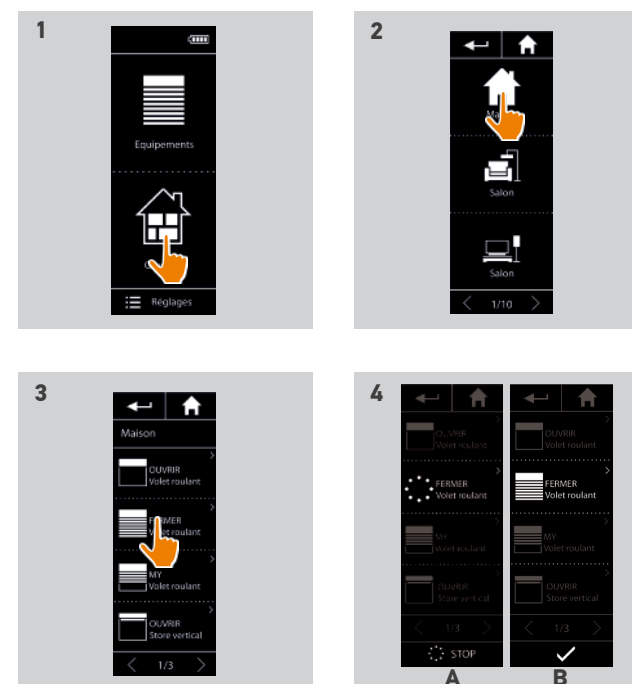 1
Equipements
Réglages
2
Salon
Salon
1/10
3
Maison
OUVRIR
Volet roulant
FERMER
Volet roulant
MY
Volet roulant
OUVRIR
Store vertical
1/3
4
OUVRIR
Volet roulant
FERMER
Volet roulant
MY
Volet roulant
OUVRIR
Store vertical
1/3
STOP
A
OUVRIR
Volet roulant
FERMER
Volet roulant
MY
Volet roulant
OUVRIR
Store vertical
1/3
B